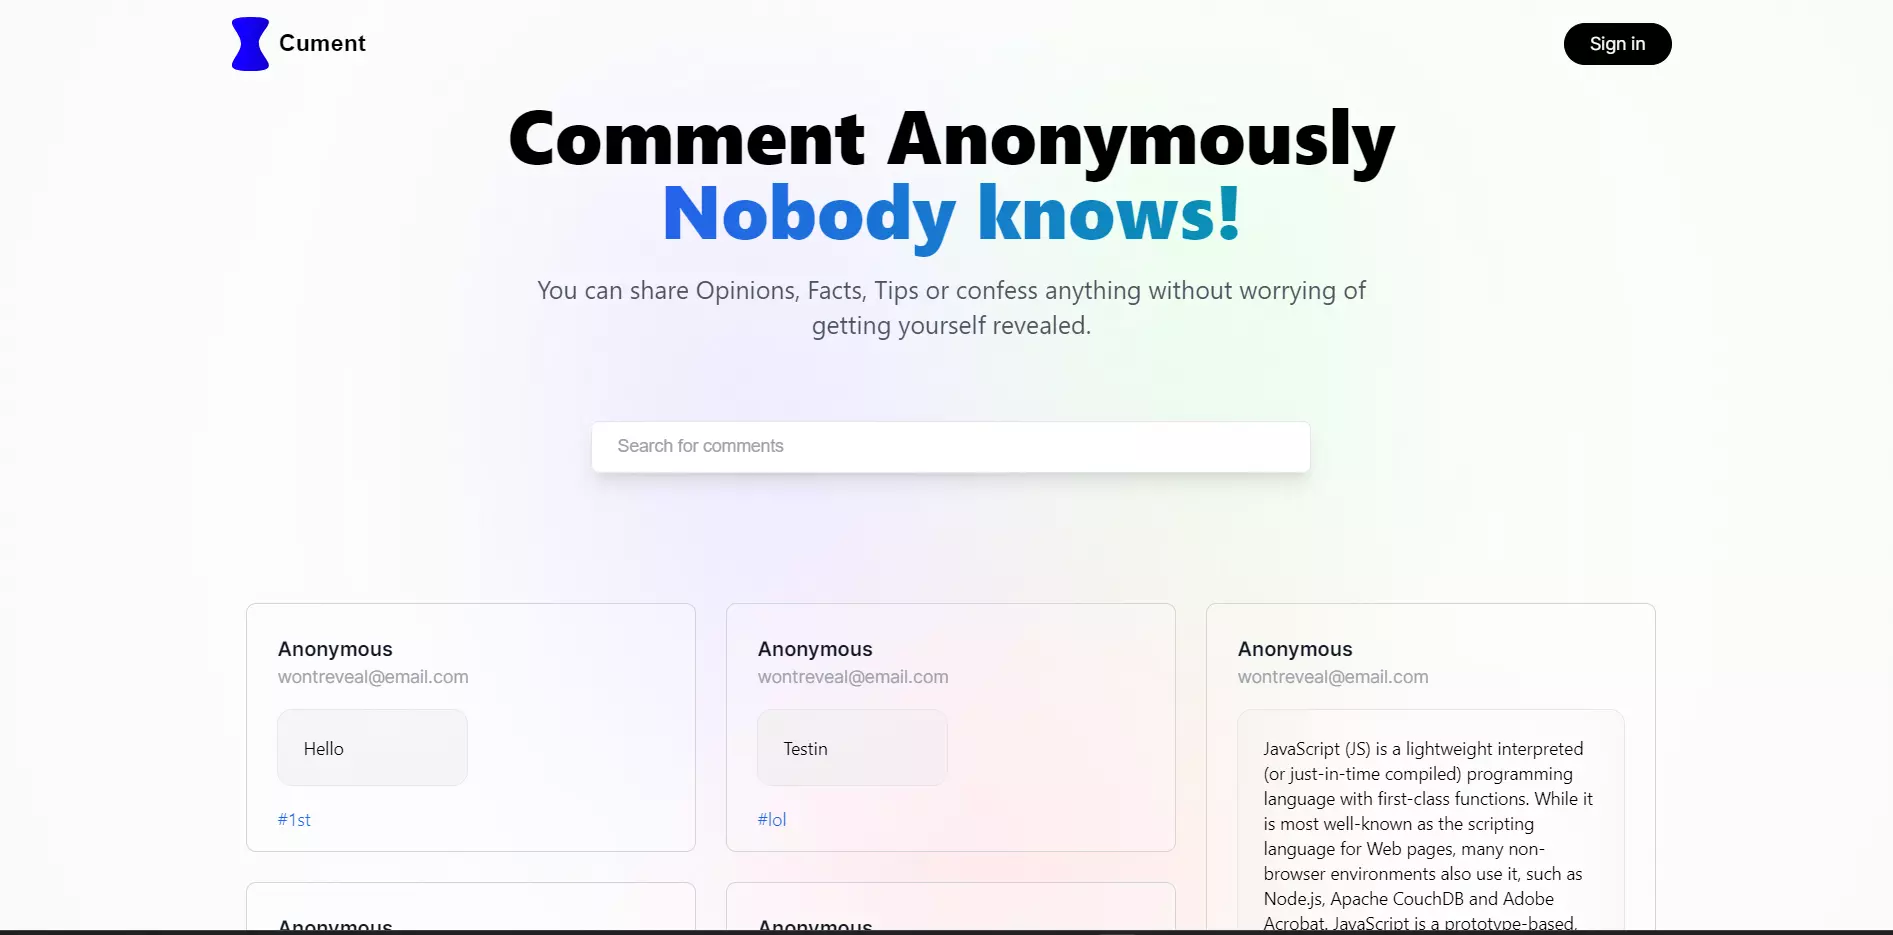 Cument
Sign in
Comment Anonymously
Nobody knows!
You can share Opinions, Facts, Tips or confess anything without worrying of
getting yourself revealed.
Search for comments
Anonymous
wontreveal@email.com
Hello
#1st
Anonymous
wontreveal@email.com
Testin
#lol
Anonymous
wontreveal@email.com
JavaScript (JS) is a lightweight interpreted
(or just-in-time compiled) programming
language with first-class functions. While it
is most well-known as the scripting
language for Web pages, many non-
browser environments also use it, such as
Node.js, Apache CouchDB and Adobe
Acrobat. JavaScript is a prototype-based,
Anonymous
Anonymous